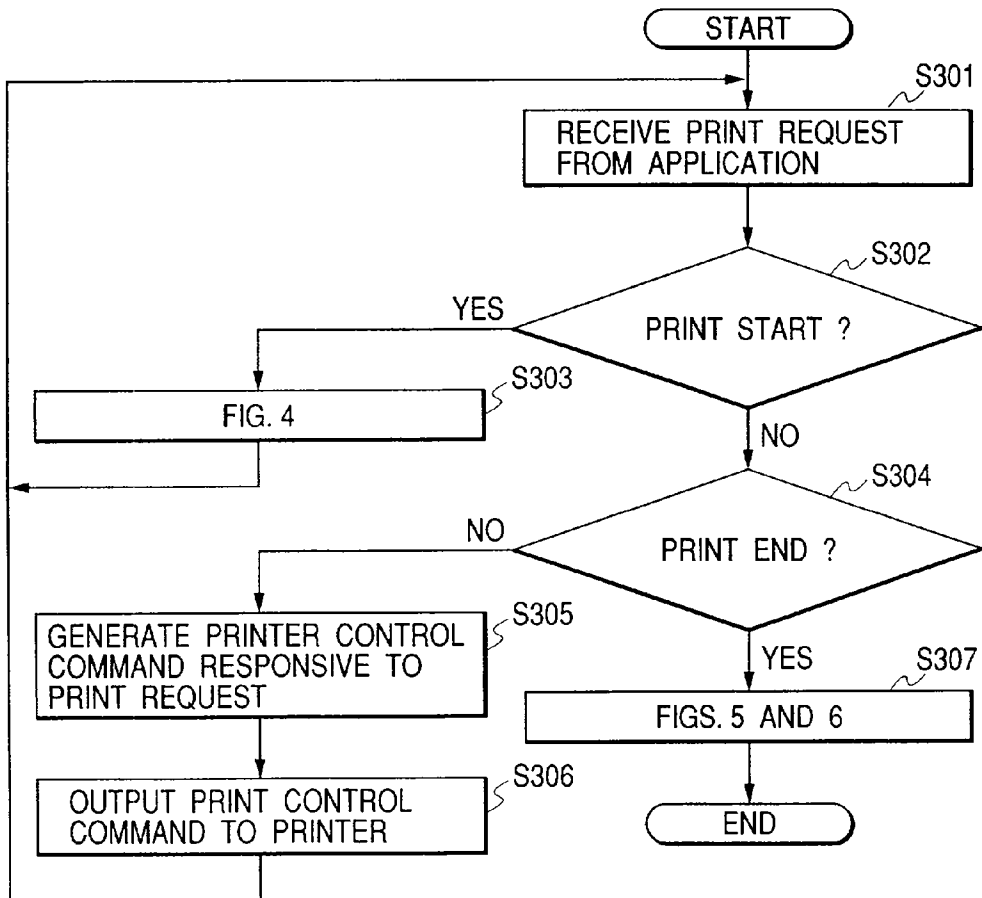 START
S301
RECEIVE PRINT REQUEST
FROM APPLICATION
S302
PRINT START ?
YES
NO
S303
FIG. 4
S304
PRINT END ?
NO
YES
S305
GENERATE PRINTER CONTROL
COMMAND RESPONSIVE TO
PRINT REQUEST
S307
FIGS. 5 AND 6
S306
OUTPUT PRINT CONTROL
COMMAND TO PRINTER
END